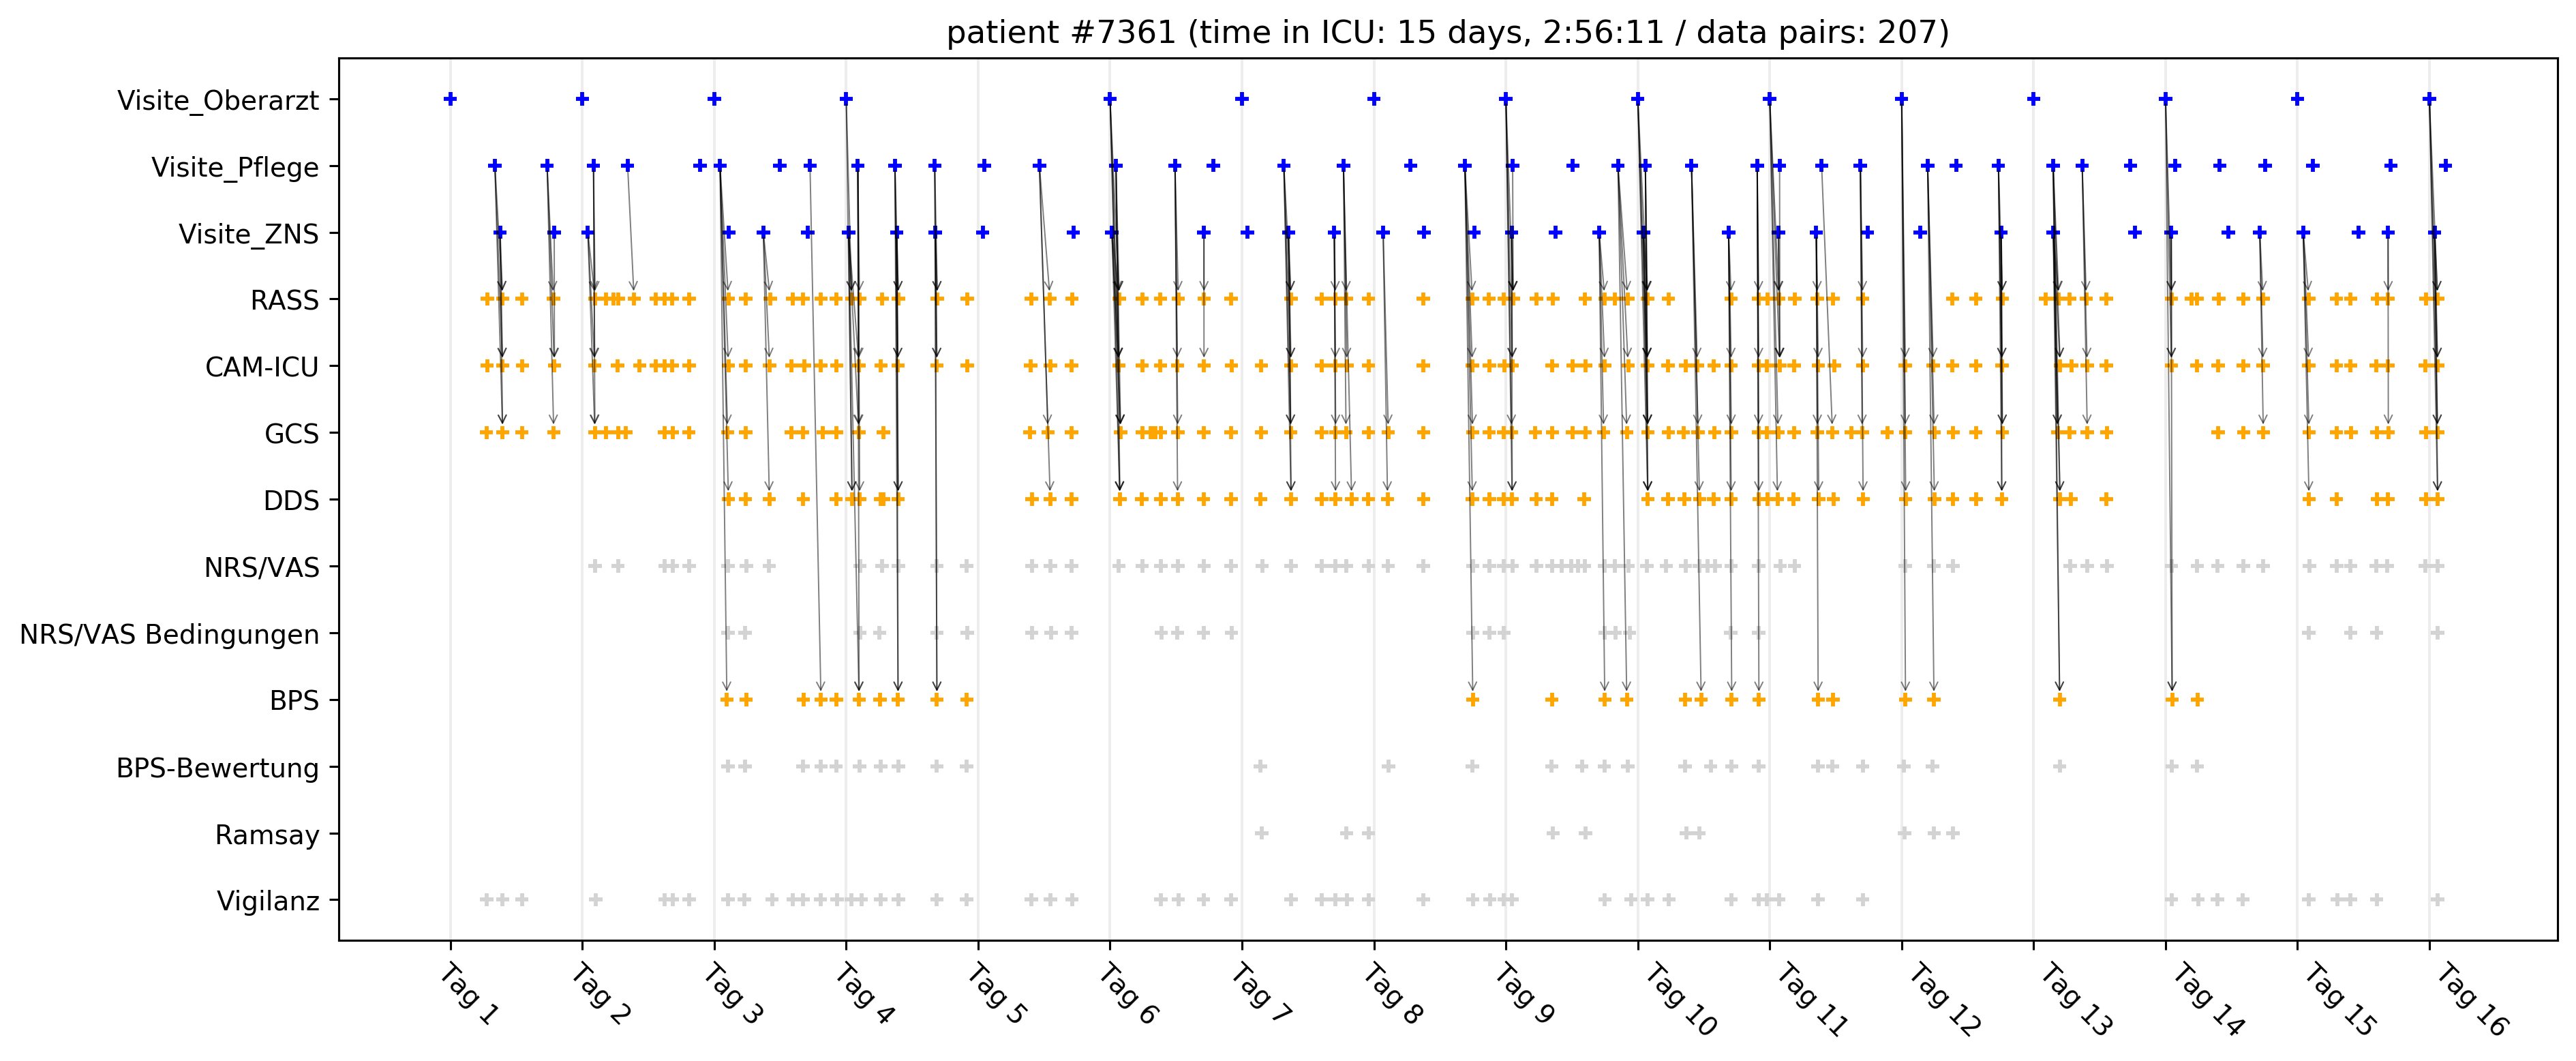 patient #7361 (time in ICU: 15 days, 2:56:11 / data pairs: 207)
Visite_Oberarzt
Visite_Pflege
Visite_ZNS
RASS
CAM-ICU
GCS
DDS
NRS/VAS
NRS/VAS Bedingungen
BPS
BPS-Bewertung
Ramsay
Vigilanz
Tag 1
Tag 2
Tag 3
Tag 4
Tag 5
Tag 6
Tag 7
Tag 8
Tag 9
Tag 10
Tag 11
Tag 12
Tag 13
Tag 14
Tag 15
Tag 16